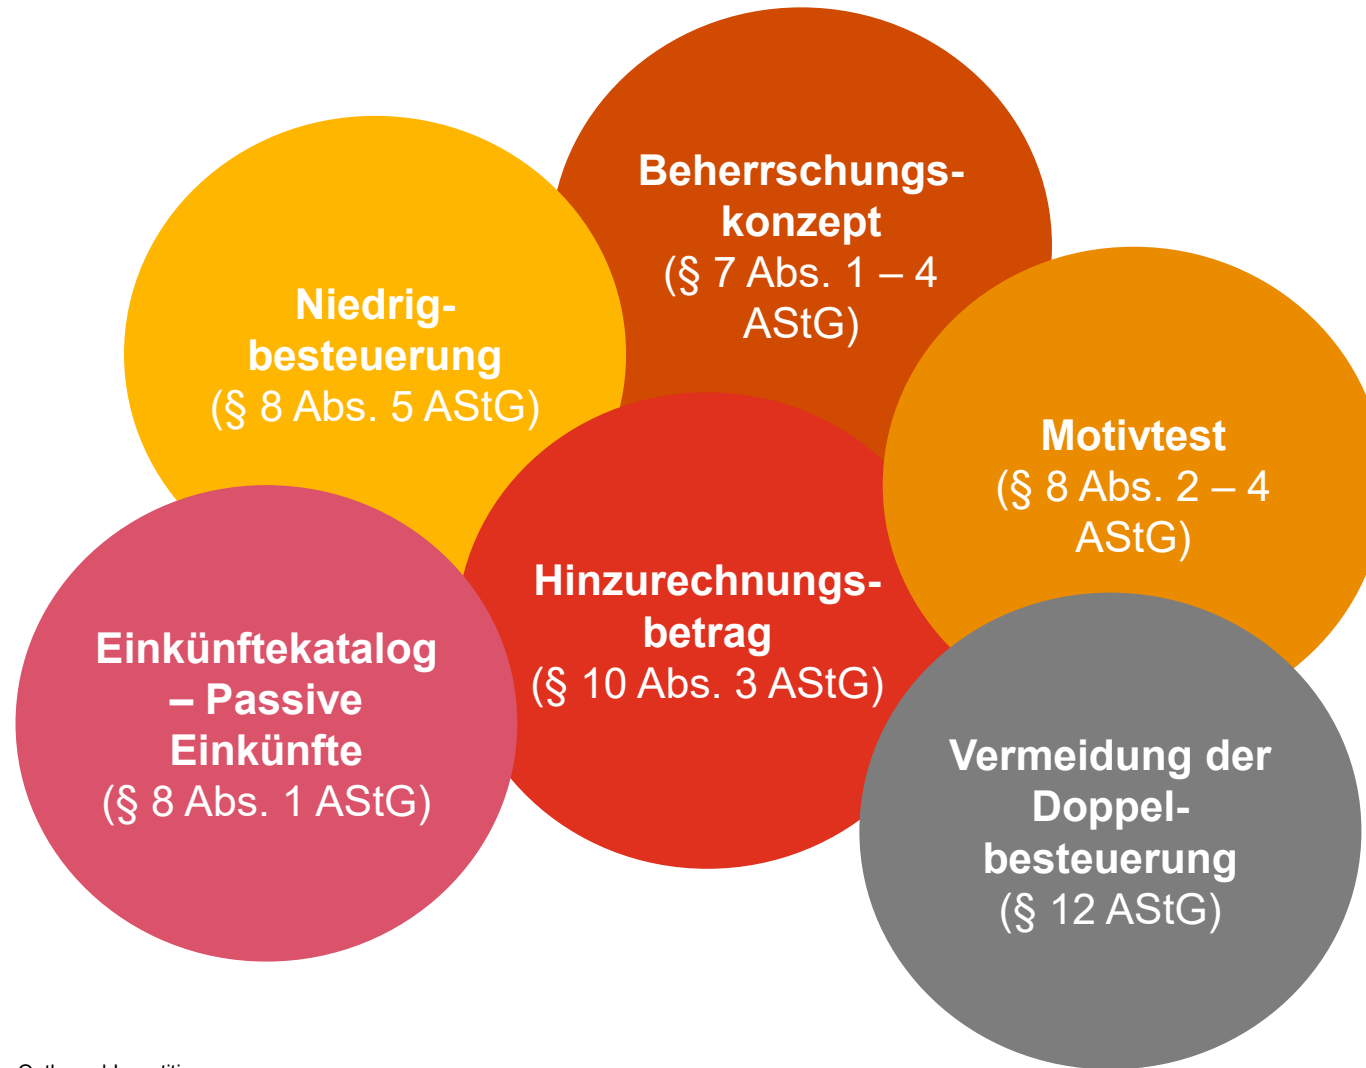 Beherrschungs-
konzept
(§ 7 Abs. 1 – 4
AStG)
Niedrig-
besteuerung
(§ 8 Abs. 5 AStG)
Motivtest
(§ 8 Abs. 2 – 4
AStG)
Hinzurechnungs-
betrag
(§ 10 Abs. 3 AStG)
Einkünftekatalog
– Passive
Einkünfte
(§ 8 Abs. 1 AStG)
Vermeidung der
Doppel-
besteuerung
(§ 12 AStG)